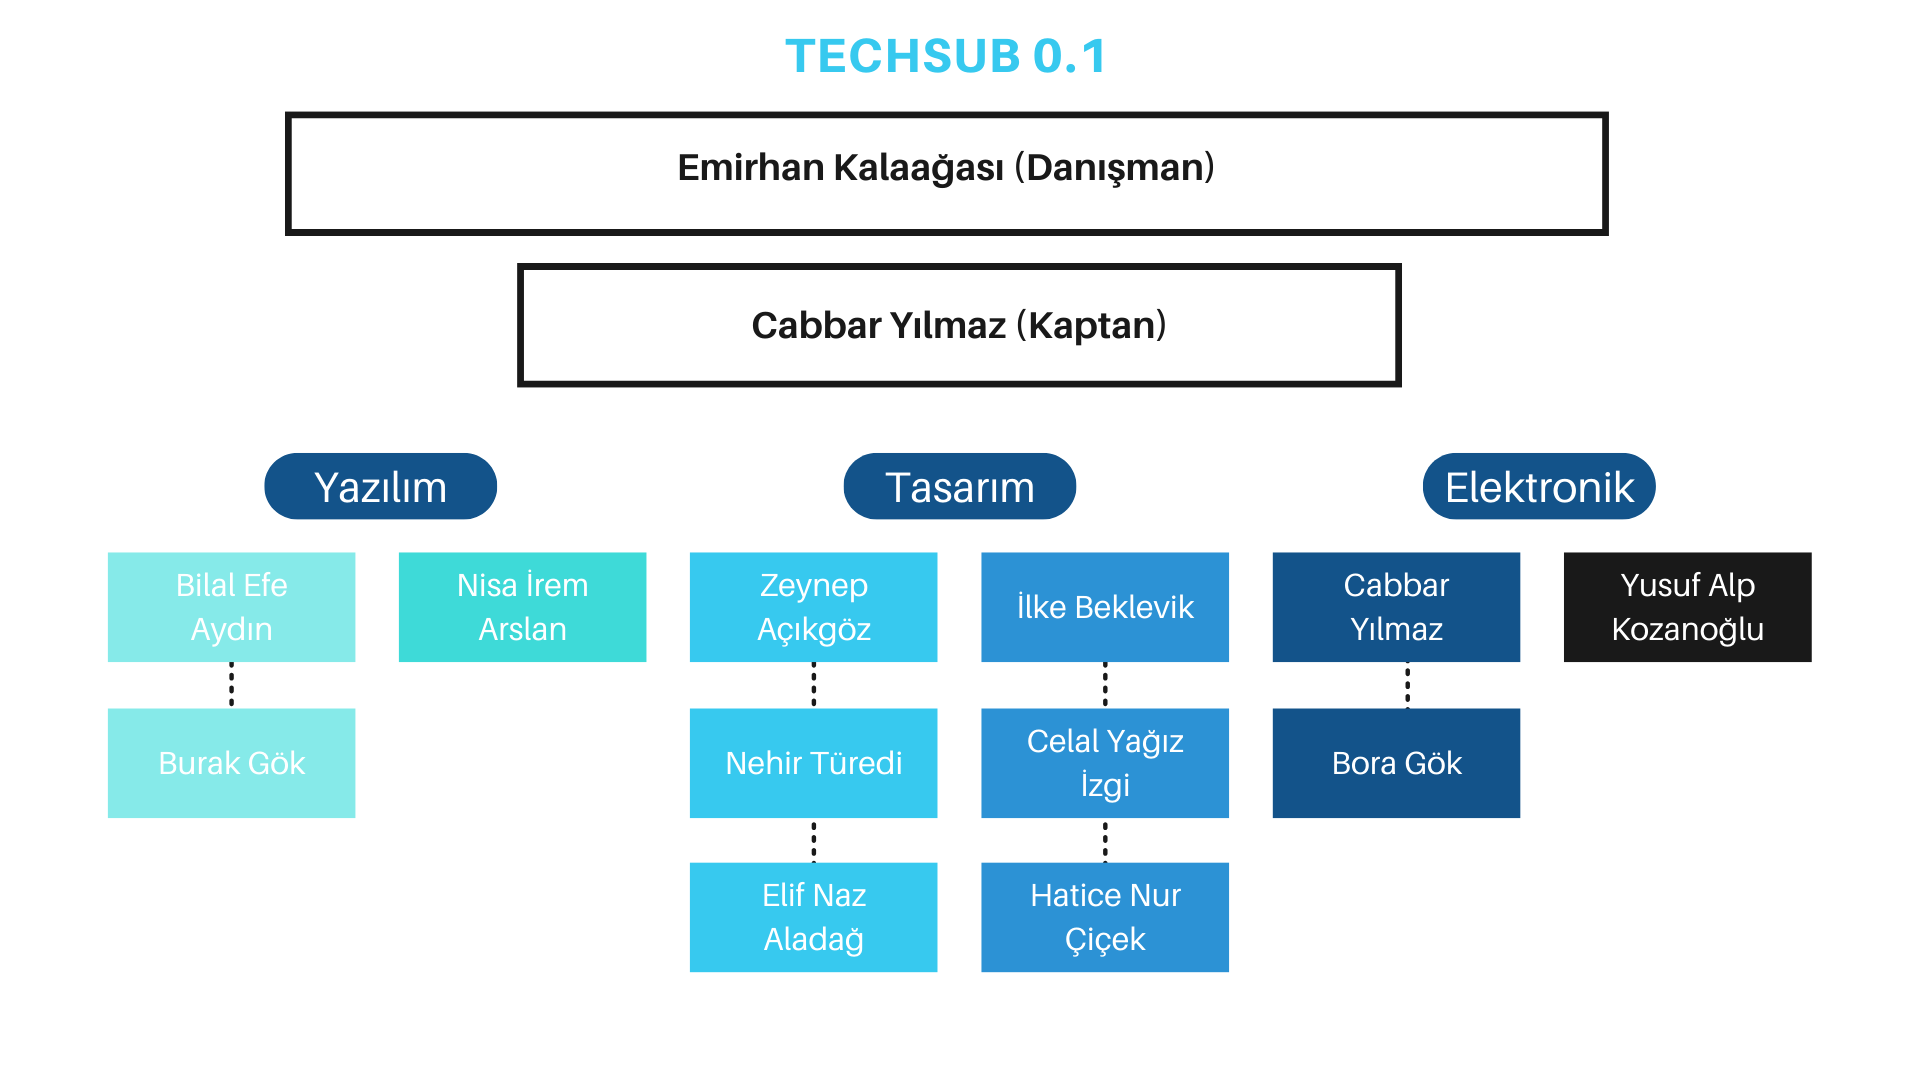 TECHSUB 0.1
Emirhan Kalaağası (Danışman)
Cabbar Yılmaz (Kaptan)
Yazılım
Tasarım
Elektronik
Bilal Efe
Aydın
Nisa İrem
Arslan
Zeynep
Açıkgöz
İlke Beklevik
Cabbar
Yılmaz
Yusuf Alp
Kozanoğlu
Burak Gök
Nehir Türedi
Celal Yağız
İzgi
Bora Gök
Elif Naz
Aladağ
Hatice Nur
Çiçek